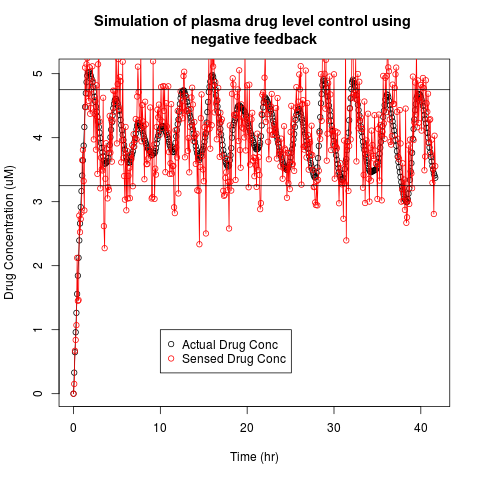 Simulation of plasma drug level control using
negative feedback
Drug Concentration (uM)
5
4
3
2
1
0
Actual Drug Conc
Sensed Drug Conc
0 10 20 30 40
Time (hr)